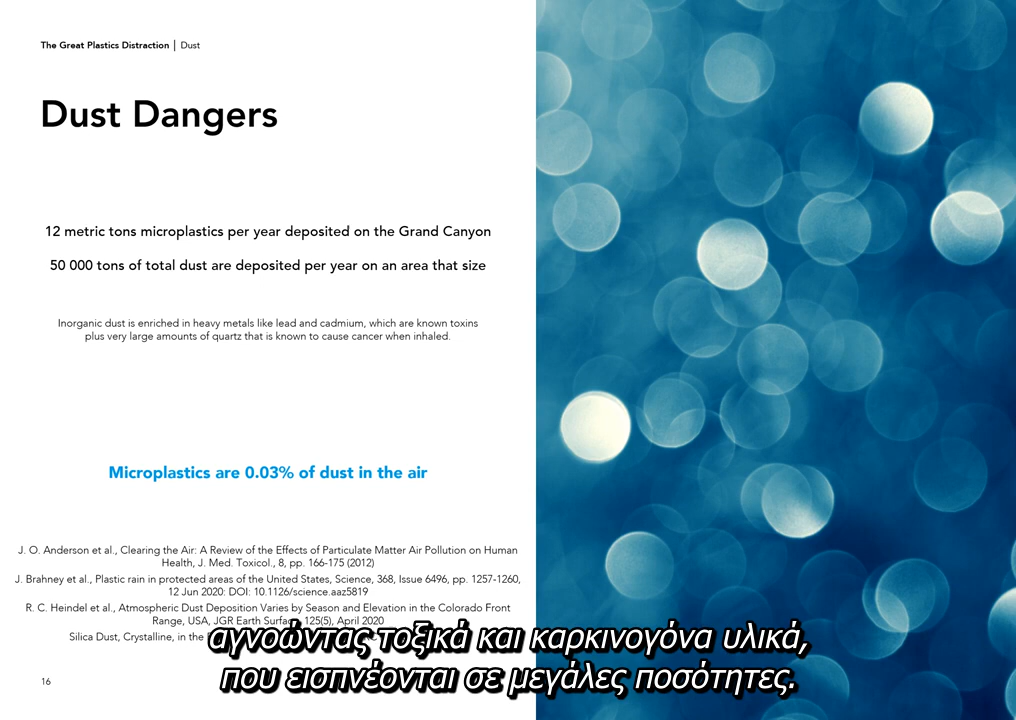 The Great Plastics Distraction | Dust
Dust Dangers
12 metric tons microplastics per year deposited on the Grand Canyon
50 000 tons of total dust are deposited per year on an area that size
Inorganic dust is enriched in heavy metals like lead and cadmium, which are known toxins
plus very large amounts of quartz that is known to cause cancer when inhaled.
Microplastics are 0.03% of dust in the air
J. O. Anderson et al., Clearing the Air: A Review of the Effects of Particulate Matter Air Pollution on Human
Health, J. Med. Toxicol., 8, pp. 166-175 (2012)
J. Brahney et al., Plastic rain in protected areas of the United States, Science, 368, Issue 6496, pp. 1257-1260,
12 Jun 2020: DOI: 10.1126/science.aaz5819
R. C. Heindel et al., Atmospheric Dust Deposition Varies by Season and Elevation in the Colorado Front
Range, USA, JGR Earth Surface, 125(5), April 2020
Silica Dust, Crystalline, in the
αγνοώντας τοξικά και καρκινογόνα υλικά,
που εισπνέονται σε μεγάλες ποσότητες.
16